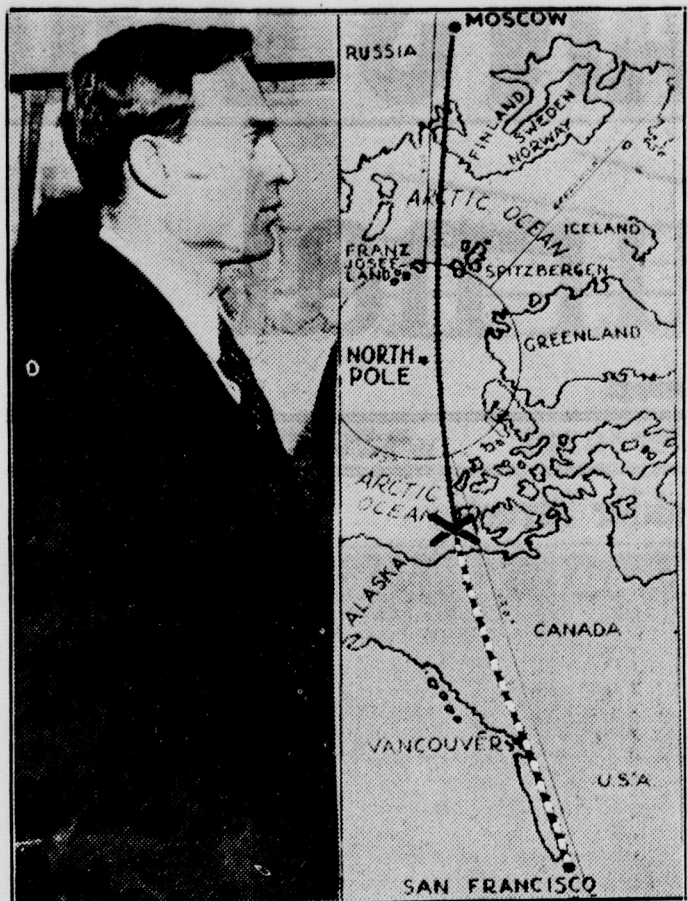 MOSCOW
RUSSIA
FINLAND
SWEDEN
NORWAY
ARCTIC OCEAN
ICELAND
FRANZ
JOSEF
LAND
SPITZBERGEN
GREENLAND
NORTH
POLE
ARCTIC
OCEAN
ALASKA
CANADA
VANCOUVER
U.S.A
SAN FRANCISCO